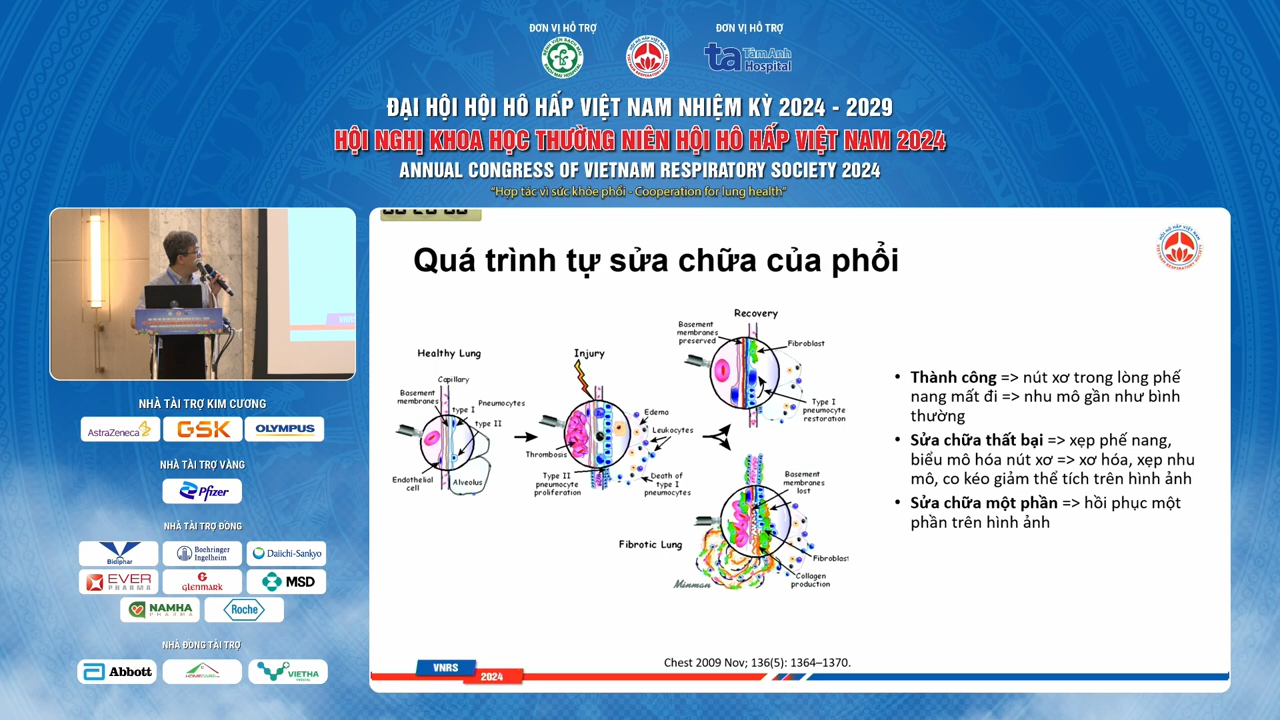 ĐƠN VỊ HỖ TRỢ
ĐƠN VỊ HỖ TRỢ
TâmAnh
Hospital
ĐẠI HỘI HỘI HÔ HẤP VIỆT NAM NHIỆM KỲ 2024 - 2029
HỘI NGHỊ KHOA HỌC THƯỜNG NIÊN HỘI HÔ HẤP VIỆT NAM 2024
ANNUAL CONGRESS OF VIETNAM RESPIRATORY SOCIETY 2024
"Hợp tác vì sức khỏe phổi - Cooperation for lung health"
NHÀ TÀI TRỢ KIM CƯƠNG
AstraZeneca
GSK
OLYMPUS
NHÀ TÀI TRỢ VÀNG
Pfizer
NHÀ TÀI TRỢ ĐỒNG
Bidiphar
Boehringer
Ingelheim
Daiichi-Sankyo
EVER
PHARMA
GLENMARK
MSD
NAMHA
PHARMA
Roche
NHÀ ĐỒNG TÀI TRỢ
Abbott
VIETHA
Quá trình tự sửa chữa của phổi
Healthy Lung
Capillary
Basement
membranes
Pneumocytes
type I
type II
Endothelial
cell
Alveolus
Injury
Edema
Leukocytes
Thrombosis
Type II
pneumocyte
proliferation
Death of
type I
pneumocytes
Recovery
Basement
membranes
preserved
Fibroblast
Type I
pneumocyte
restoration
Fibrotic Lung
Basement
membranes
lost
Fibroblast
Collagen
production
Minman
• Thành công => nút xơ trong lòng phế
nang mất đi => nhu mô gần như bình
thường
• Sửa chữa thất bại => xẹp phế nang,
biểu mô hóa nút xơ => xơ hóa, xẹp nhu
mô, co kéo giảm thể tích trên hình ảnh
• Sửa chữa một phần => hồi phục một
phần trên hình ảnh
Chest 2009 Nov; 136(5): 1364–1370.
VNRS
2024